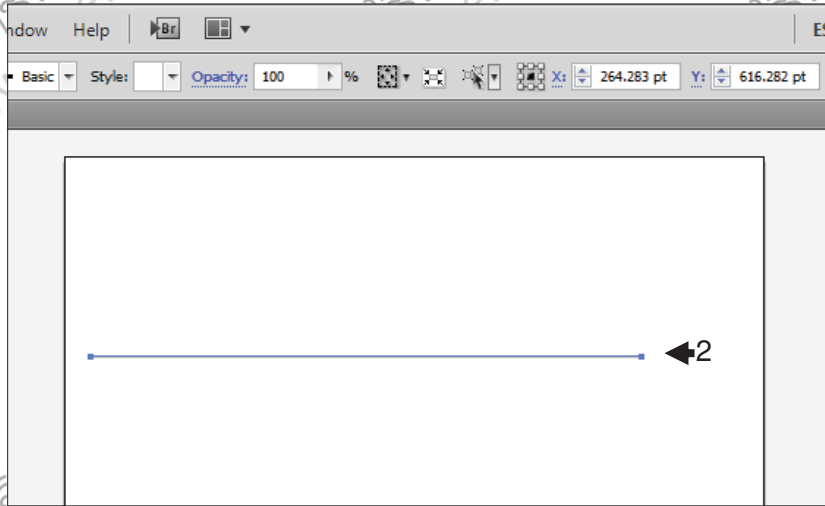 ndow Help Br ES
Basic Style: Opacity: 100 % X: 264.283 pt Y: 616.282 pt
2